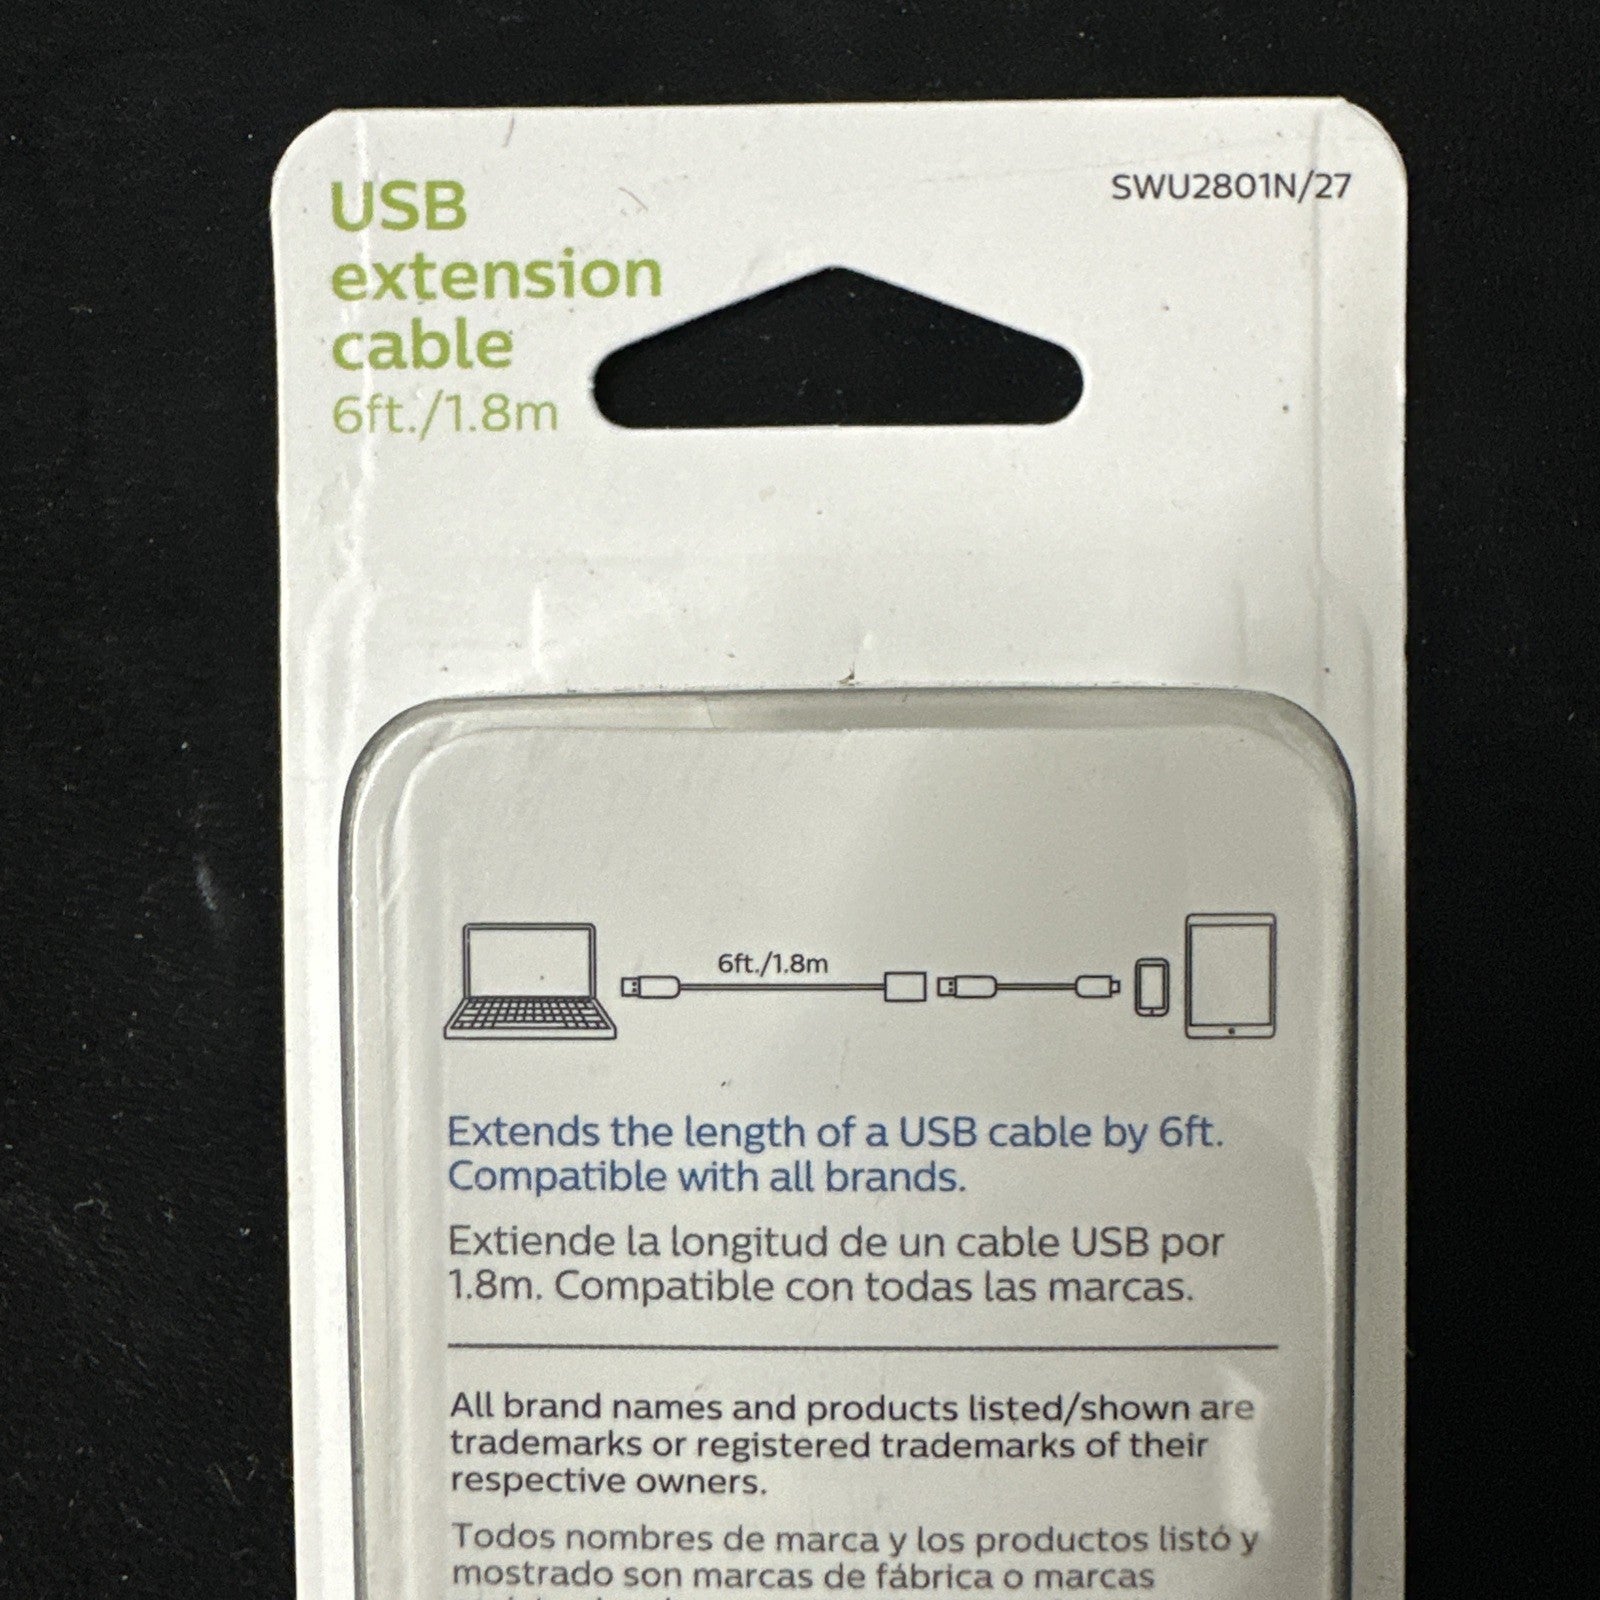 USB
extension
cable
6ft./1.8m
SWU2801N/27
6ft./1.8m
Extends the length of a USB cable by 6ft.
Compatible with all brands.
Extiende la longitud de un cable USB por
1.8m. Compatible con todas las marcas.
All brand names and products listed/shown are
trademarks or registered trademarks of their
respective owners.
Todos nombres de marca y los productos listó y
mostrado son marcas de fábrica o marcas